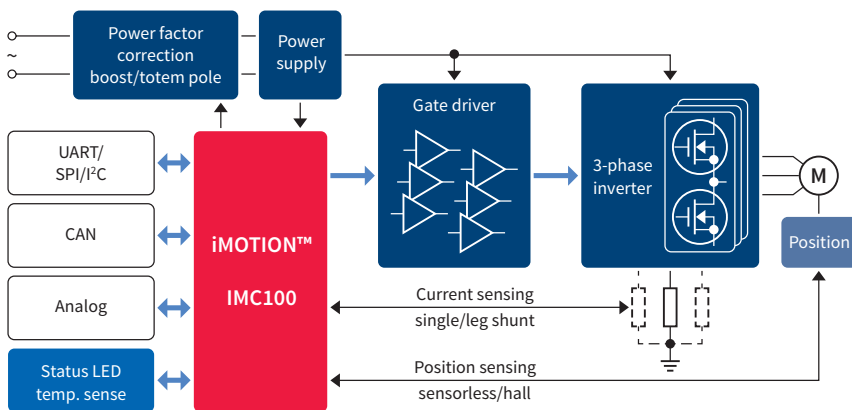 Power factor
correction
boost/totem pole
Power
supply
~
Gate driver
3-phase
inverter
M
Position
UART/
SPI/I²C
CAN
Analog
Status LED
temp. sense
iMOTION™
IMC100
Current sensing
single/leg shunt
Position sensing
sensorless/hall